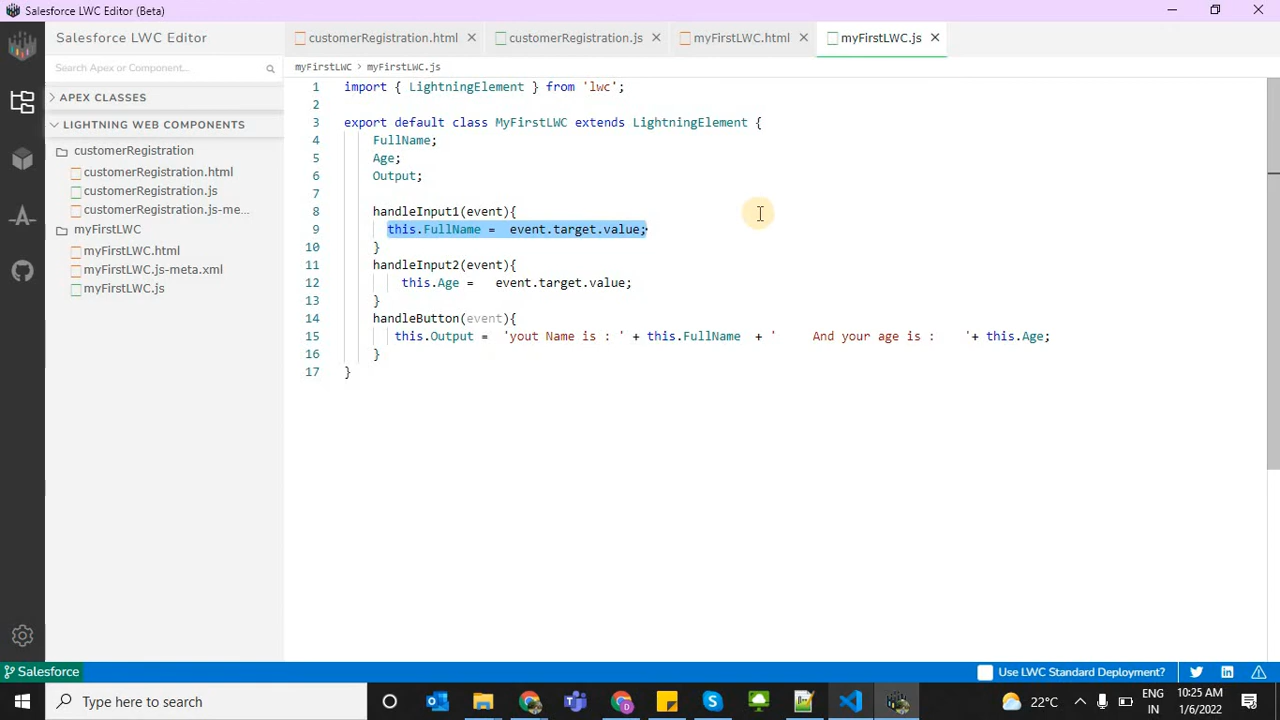 Salesforce LWC Editor (Beta)
Salesforce LWC Editor
customerRegistration.html
customerRegistration.js
myFirstLWC.html
myFirstLWC.js
Search Apex or Component...
myFirstLWC > myFirstLWC.js
APEX CLASSES
LIGHTNING WEB COMPONENTS
customerRegistration
customerRegistration.html
customerRegistration.js
customerRegistration.js-me...
myFirstLWC
myFirstLWC.html
myFirstLWC.js-meta.xml
myFirstLWC.js
1 import { LightningElement } from 'lwc';
2
3 export default class MyFirstLWC extends LightningElement {
4 FullName;
5 Age;
6 Output;
7
8 handleInput1(event){
9 this.FullName = event.target.value;
10 }
11 handleInput2(event){
12 this.Age = event.target.value;
13 }
14 handleButton(event){
15 this.Output = 'yout Name is : ' + this.FullName + ' And your age is : '+ this.Age;
16 }
17 }
Salesforce
Use LWC Standard Deployment?
Type here to search
22°C
ENG
IN
10:25 AM
1/6/2022